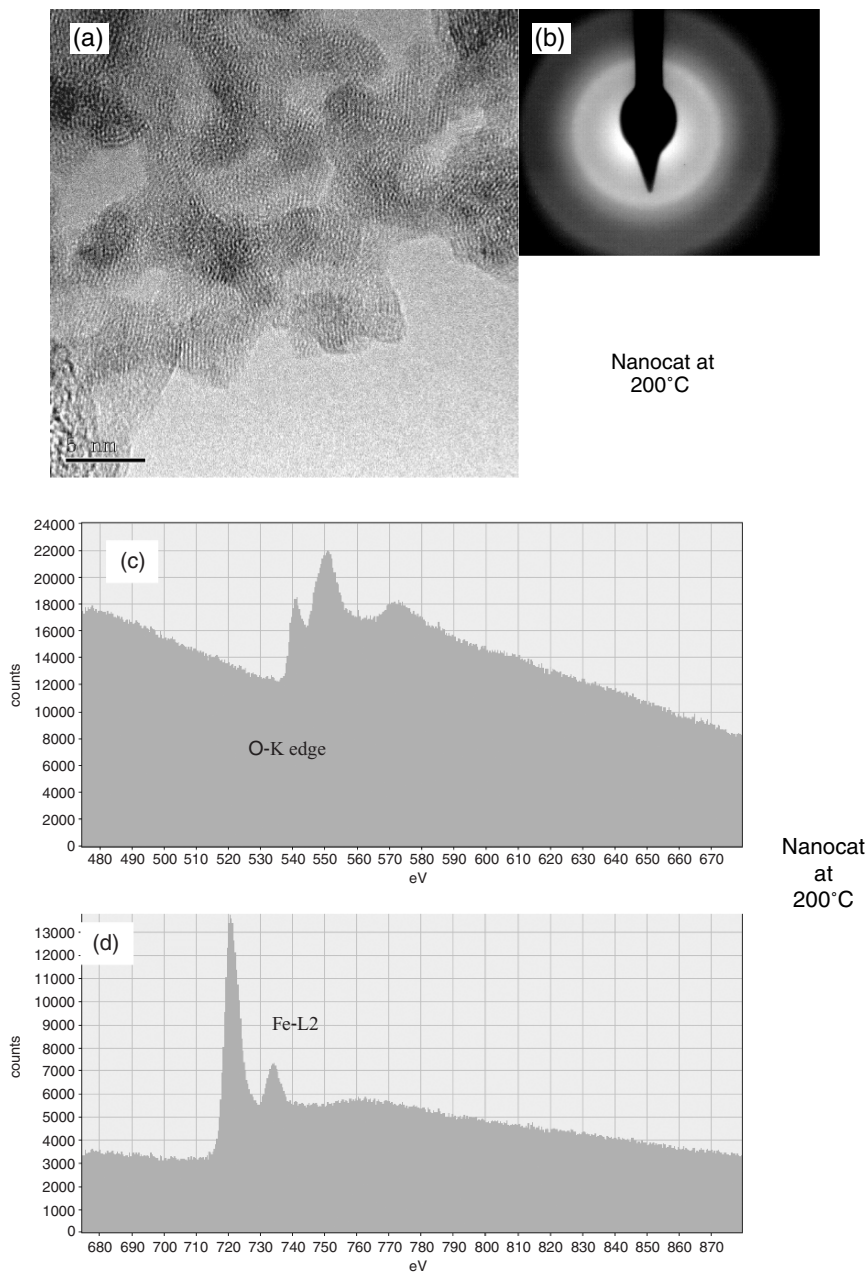 (a)
(b)
5 nm
Nanocat at
200°C
(c)
24000
22000
20000
18000
16000
14000
12000
10000
8000
6000
4000
2000
0
counts
O-K edge
480 490 500 510 520 530 540 550 560 570 580 590 600 610 620 630 640 650 660 670
eV
Nanocat
at
200°C
(d)
13000
12000
11000
10000
9000
8000
7000
6000
5000
4000
3000
2000
1000
0
counts
Fe-L2
680 690 700 710 720 730 740 750 760 770 780 790 800 810 820 830 840 850 860 870
eV